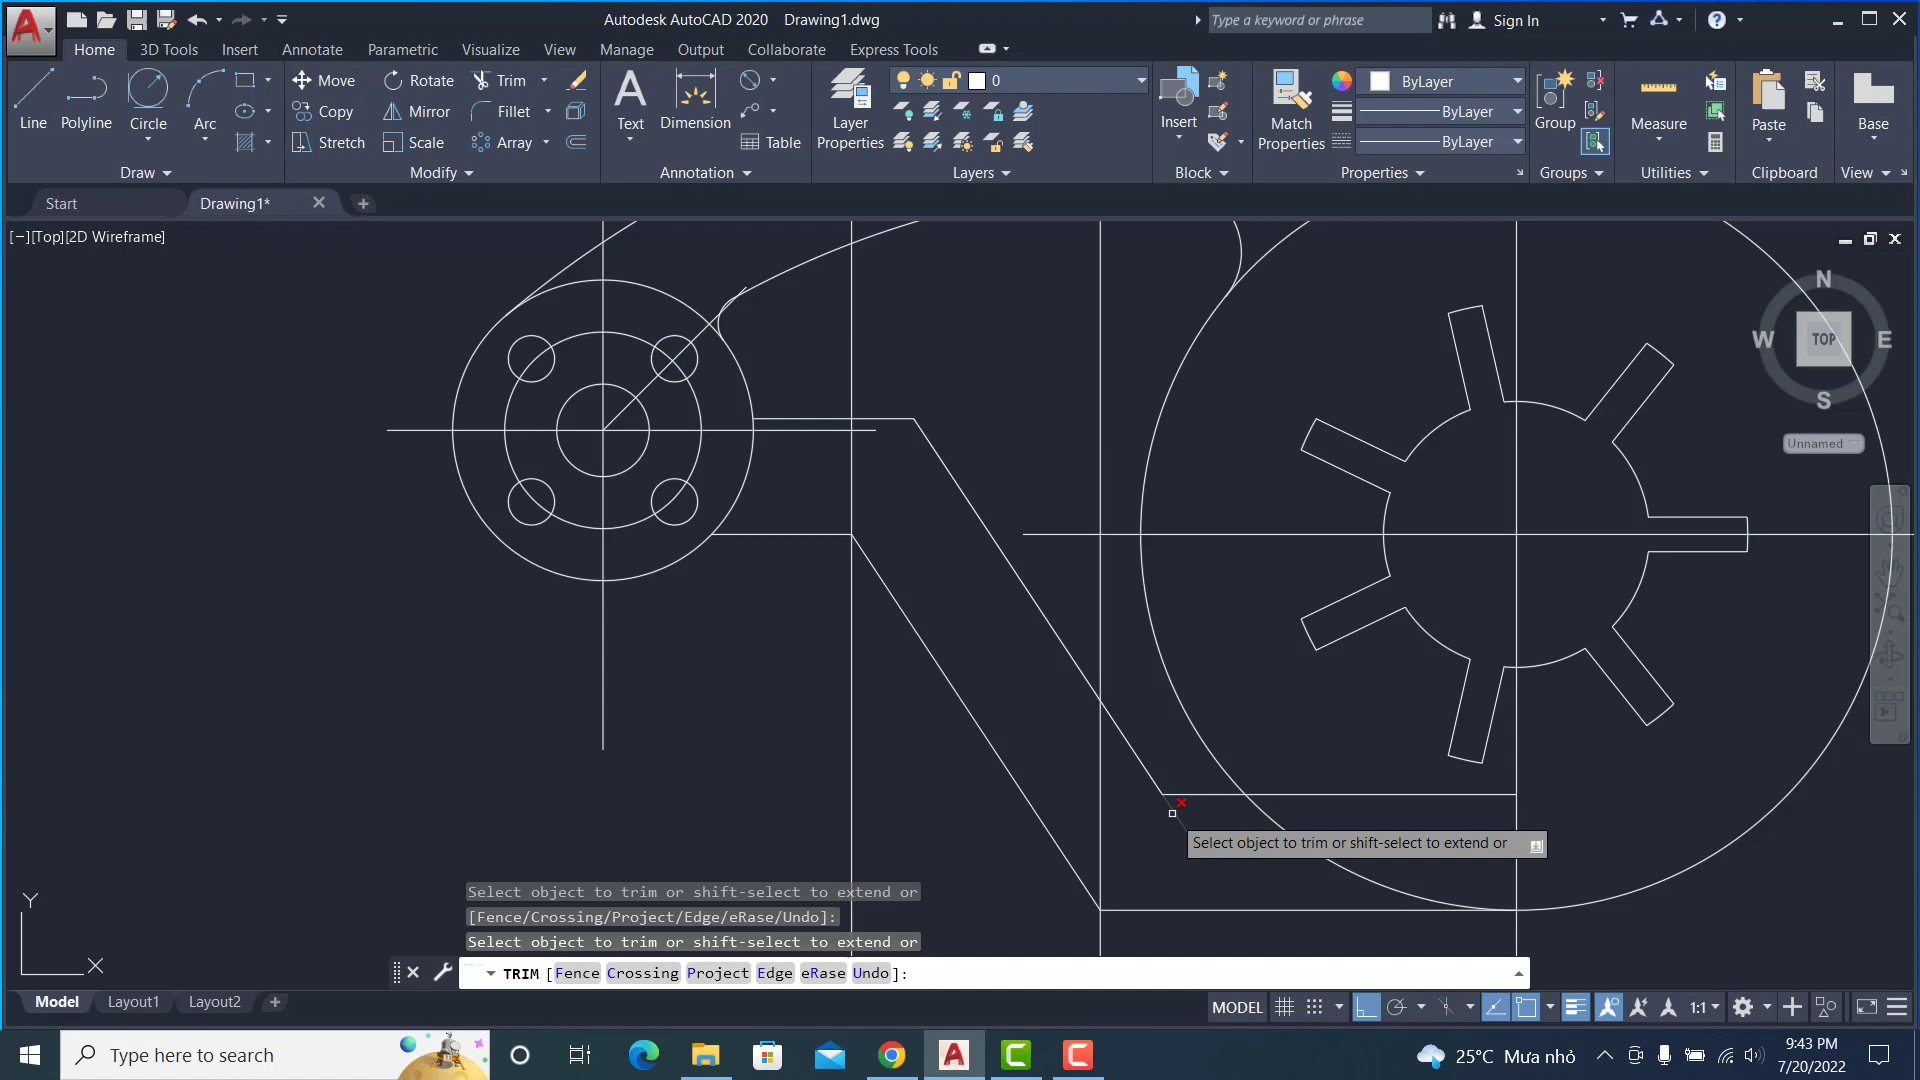 Autodesk AutoCAD 2020 Drawing1.dwg
Type a keyword or phrase
Sign In
Home 3D Tools Insert Annotate Parametric Visualize View Manage Output Collaborate Express Tools
Line Polyline Circle Arc
Move Rotate Trim
Copy Mirror Fillet
Stretch Scale Array
Text Dimension Table
Layer Properties
0
Insert
Match Properties
ByLayer
ByLayer
ByLayer
Group
Measure
Paste
Base
Draw Modify Annotation Layers Block Properties Groups Utilities Clipboard View
Start Drawing1*
[−][Top][2D Wireframe]
N
W TOP E
S
Unnamed
Select object to trim or shift-select to extend or
Select object to trim or shift-select to extend or
[Fence/Crossing/Project/Edge/eRase/Undo]:
Select object to trim or shift-select to extend or
TRIM [Fence Crossing Project Edge eRase Undo]:
Y
X
Model Layout1 Layout2
MODEL 1:1
Type here to search
25°C Mưa nhỏ
9:43 PM
7/20/2022